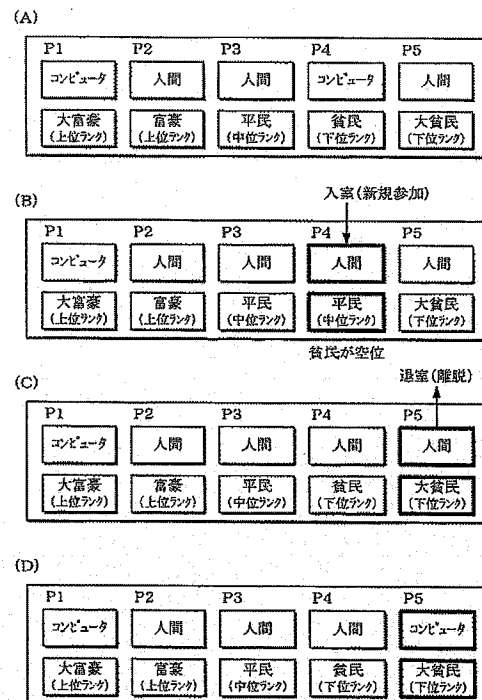 (A)
P1 P2 P3 P4 P5
コンピュータ 人間 人間 コンピュータ 人間
大富豪 富豪 平民 貧民 大貧民
(上位ランク) (上位ランク) (中位ランク) (下位ランク) (下位ランク)
入室(新規参加)
(B)
P1 P2 P3 P4 P5
コンピュータ 人間 人間 人間 人間
大富豪 富豪 平民 平民 大貧民
(上位ランク) (上位ランク) (中位ランク) (中位ランク) (下位ランク)
貧民が空位
退室(離脱)
(C)
P1 P2 P3 P4 P5
コンピュータ 人間 人間 人間 人間
大富豪 富豪 平民 貧民 大貧民
(上位ランク) (上位ランク) (中位ランク) (下位ランク) (下位ランク)
(D)
P1 P2 P3 P4 P5
コンピュータ 人間 人間 人間 コンピュータ
大富豪 富豪 平民 貧民 大貧民
(上位ランク) (上位ランク) (中位ランク) (下位ランク) (下位ランク)